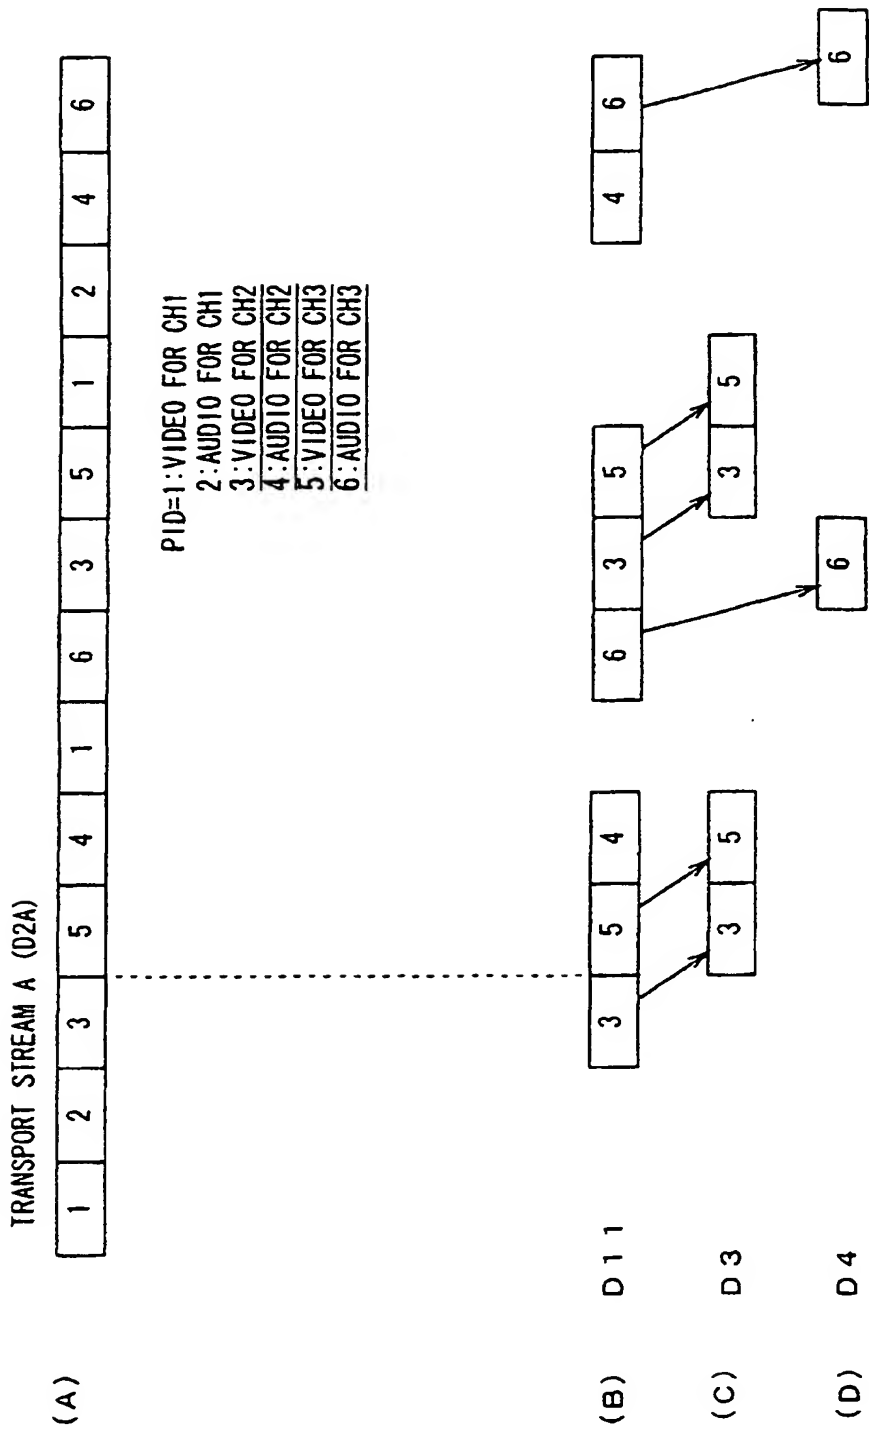 TRANSPORT STREAM A (D2A)
(A) 1 2 3 5 4 1 6 3 5 1 2 4 6
PID=1:VIDEO FOR CH1
2:AUDIO FOR CH1
3:VIDEO FOR CH2
4:AUDIO FOR CH2
5:VIDEO FOR CH3
6:AUDIO FOR CH3
(B) D11 3 5 4 6 3 5 4 6
(C) D3 3 5 3 5
(D) D4 6 6